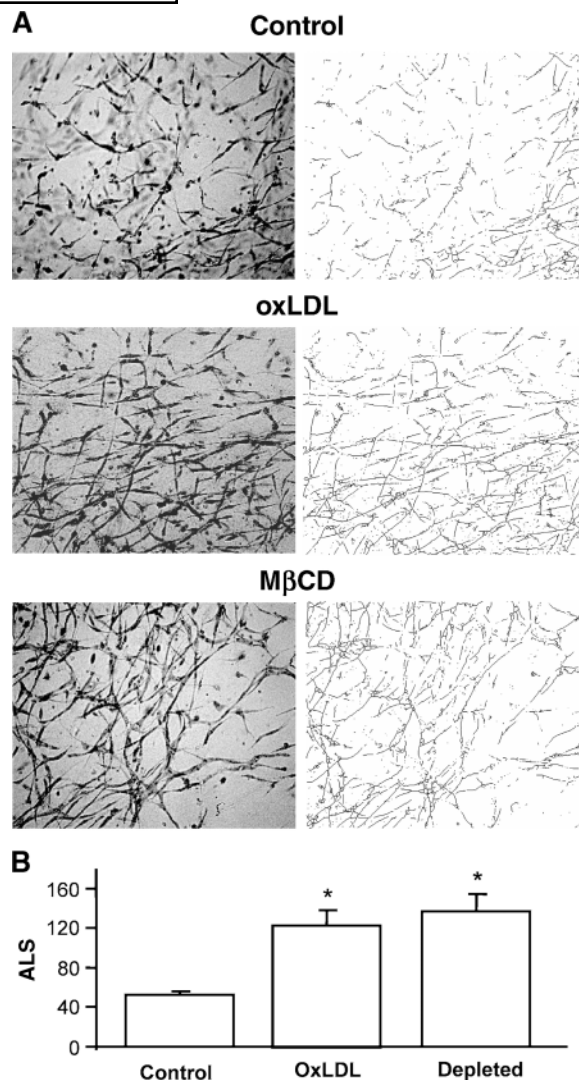 A
Control
oxLDL
MβCD
B
160
120
80
40
0
ALS
*
*
Control
OxLDL
Depleted